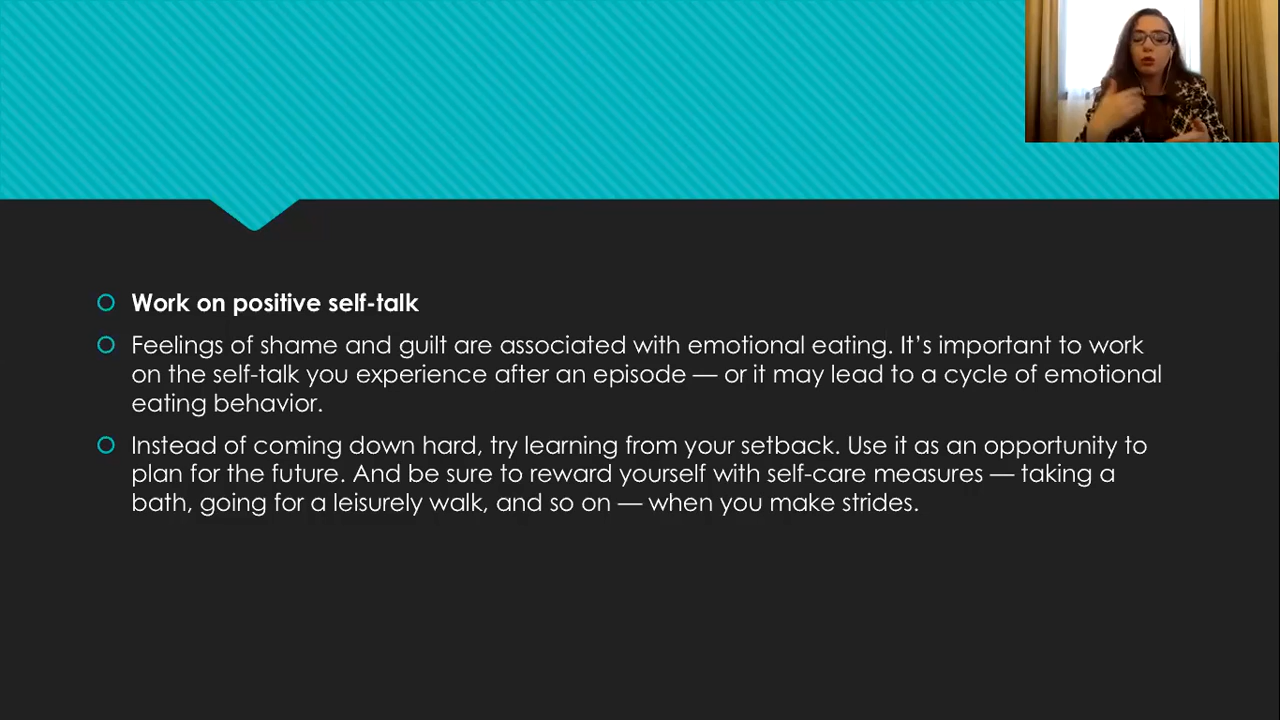 Work on positive self-talk
Feelings of shame and guilt are associated with emotional eating. It’s important to work
on the self-talk you experience after an episode — or it may lead to a cycle of emotional
eating behavior.
Instead of coming down hard, try learning from your setback. Use it as an opportunity to
plan for the future. And be sure to reward yourself with self-care measures — taking a
bath, going for a leisurely walk, and so on — when you make strides.